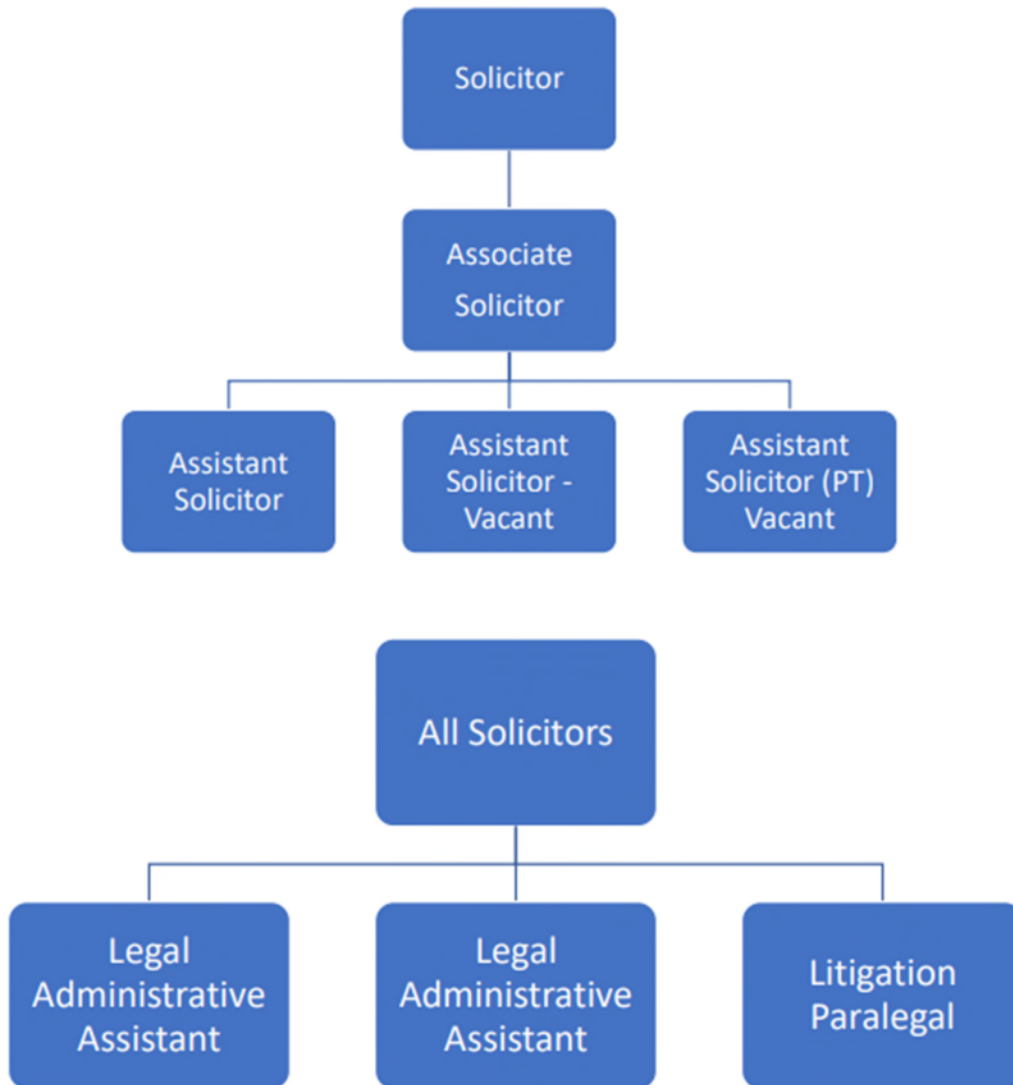 Solicitor
Associate
Solicitor
Assistant
Solicitor
Assistant
Solicitor -
Vacant
Assistant
Solicitor (PT)
Vacant
All Solicitors
Legal
Administrative
Assistant
Legal
Administrative
Assistant
Litigation
Paralegal